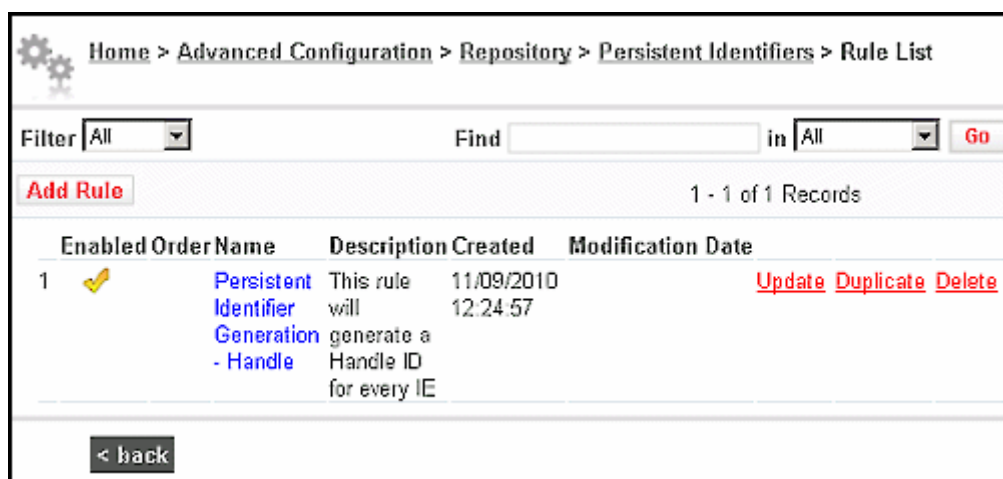 Home > Advanced Configuration > Repository > Persistent Identifiers > Rule List
Filter All Find in All Go
Add Rule 1 - 1 of 1 Records
Enabled Order Name Description Created Modification Date
1 Persistent This rule 11/09/2010 Update Duplicate Delete
Identifier will 12:24:57
Generation generate a
- Handle Handle ID
for every IE
< back